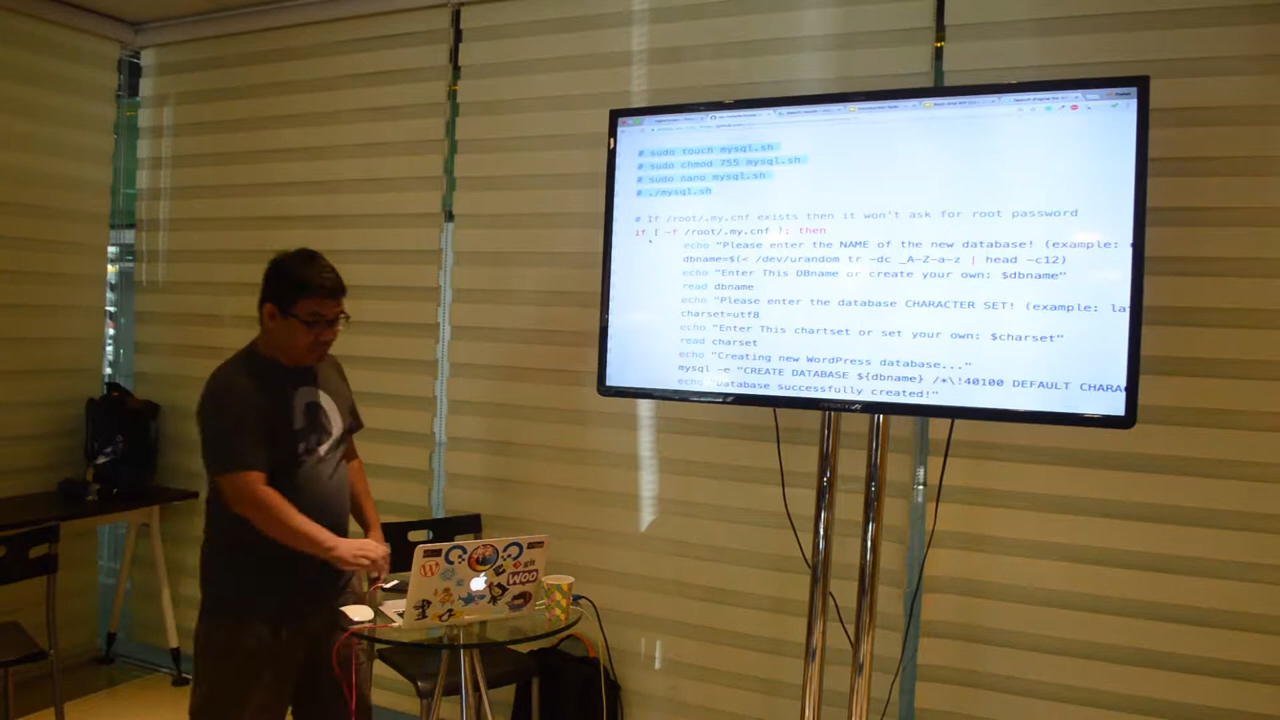 # sudo touch mysql.sh
# sudo chmod 755 mysql.sh
# sudo nano mysql.sh
# ./mysql.sh
# If /root/.my.cnf exists then it won't ask for root password
if [ -f /root/.my.cnf ]; then
echo "Please enter the NAME of the new database! (example:
dbname=$(< /dev/urandom tr -dc _A-Z-a-z | head -c12)
echo "Enter This DBname or create your own: $dbname"
read dbname
echo "Please enter the database CHARACTER SET! (example: la
charset=utf8
echo "Enter This chartset or set your own: $charset"
read charset
echo "Creating new WordPress database..."
mysql -e "CREATE DATABASE ${dbname} /*\!40100 DEFAULT CHARA
echo "Database successfully created!"
git
WOO